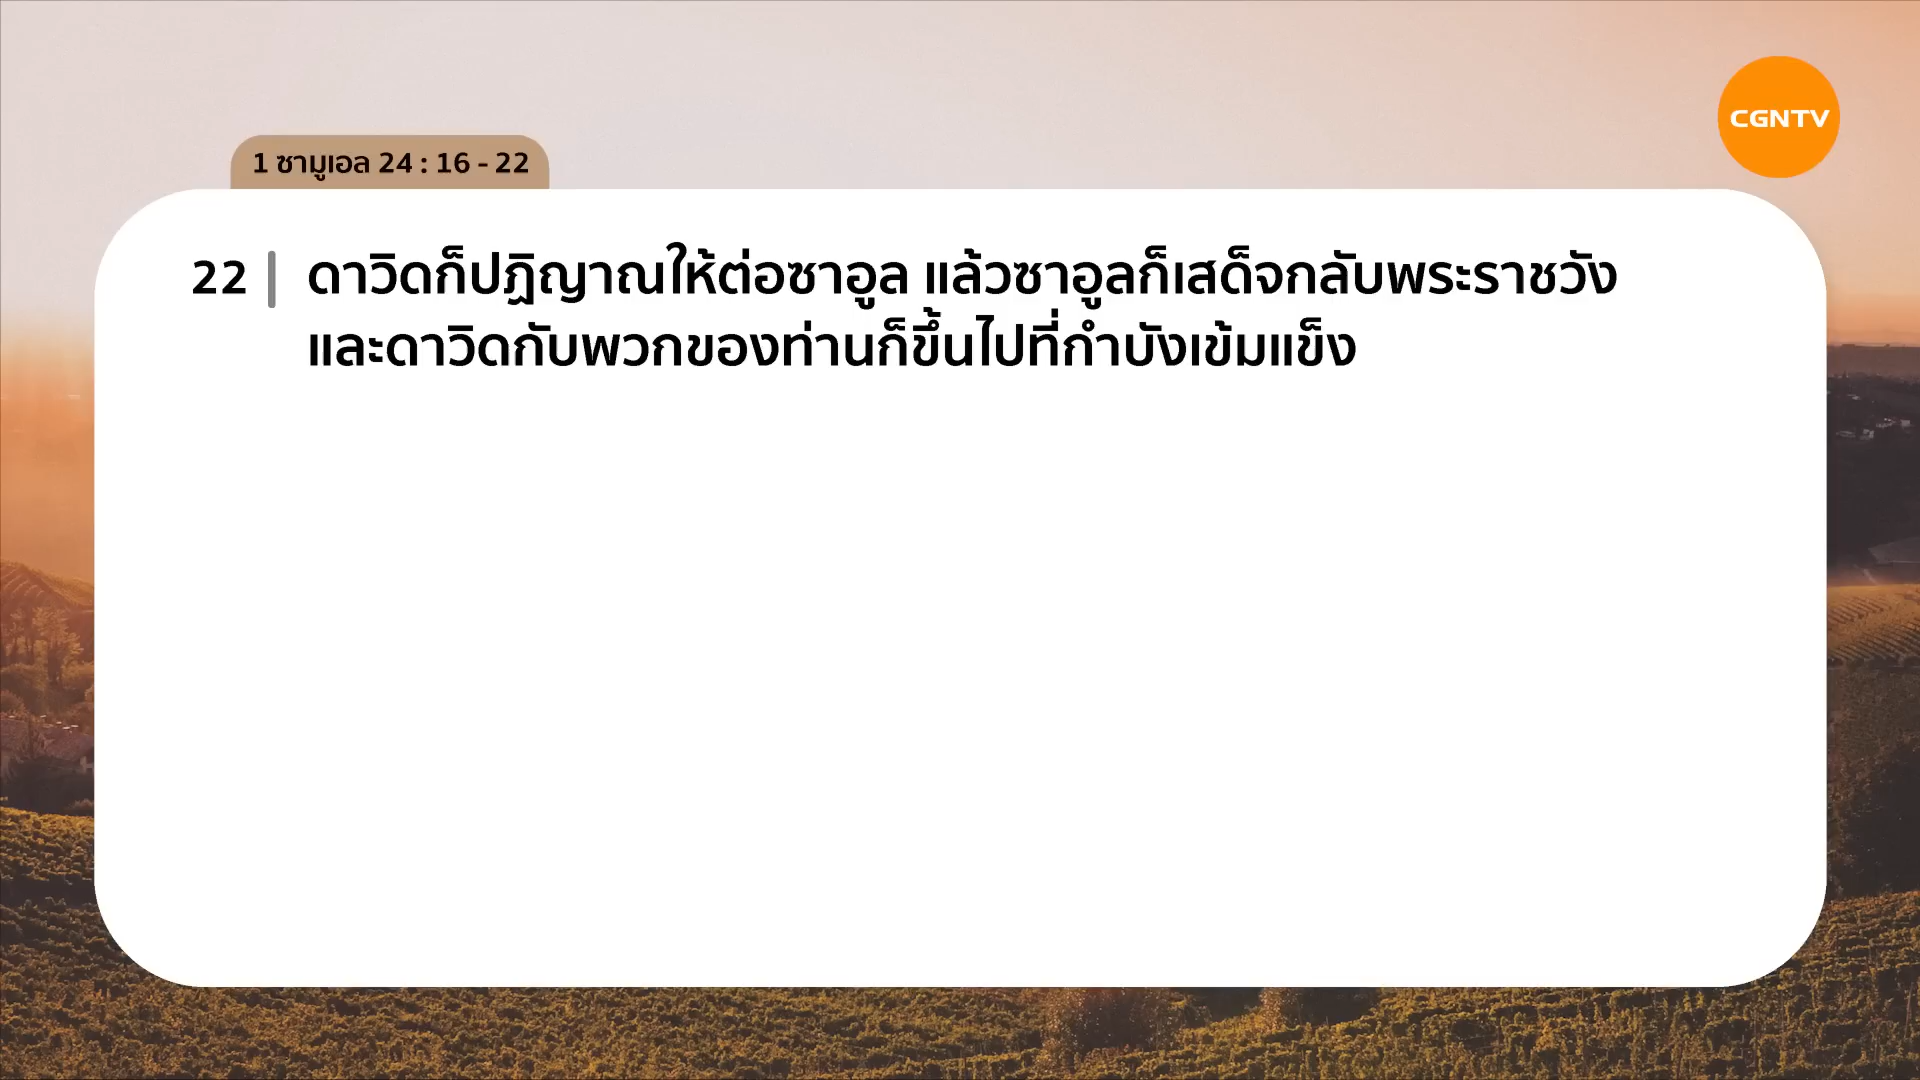 CGNTV
1 ซามูเอล 24 : 16 - 22
22 | ดาวิดก็ปฏิญาณให้ต่อซาอูล แล้วซาอูลก็เสด็จกลับพระราชวัง
และดาวิดกับพวกของท่านก็ขึ้นไปที่กำบังเข้มแข็ง